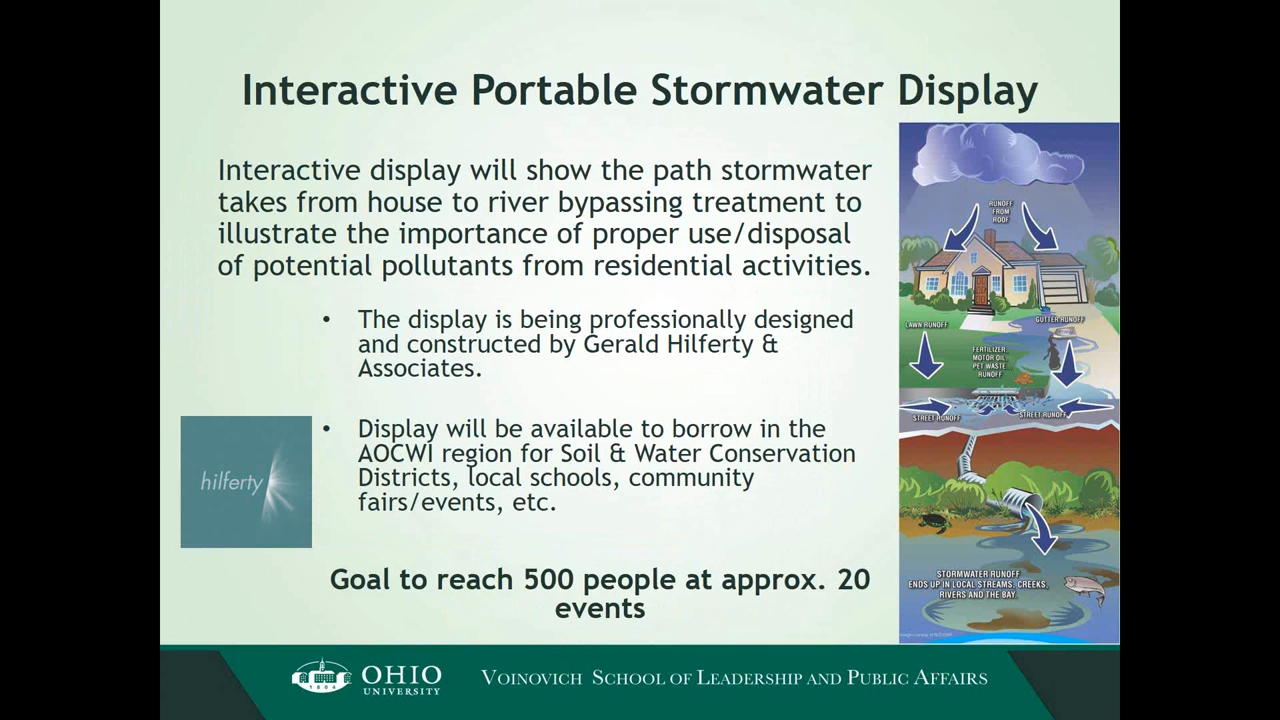 Interactive Portable Stormwater Display
Interactive display will show the path stormwater
takes from house to river bypassing treatment to
illustrate the importance of proper use/disposal
of potential pollutants from residential activities.
• The display is being professionally designed
and constructed by Gerald Hilferty &
Associates.
• Display will be available to borrow in the
AOCWI region for Soil & Water Conservation
Districts, local schools, community
fairs/events, etc.
hilferty
Goal to reach 500 people at approx. 20
events
RUNOFF
FROM
ROOF
LAWN RUNOFF
GUTTER RUNOFF
FERTILIZER,
MOTOR OIL,
PET WASTE...
RUNOFF
STREET RUNOFF
STREET RUNOFF
STORMWATER RUNOFF
ENDS UP IN LOCAL STREAMS, CREEKS,
RIVERS AND THE BAY.
1804
OHIO
UNIVERSITY
VOINOVICH SCHOOL OF LEADERSHIP AND PUBLIC AFFAIRS